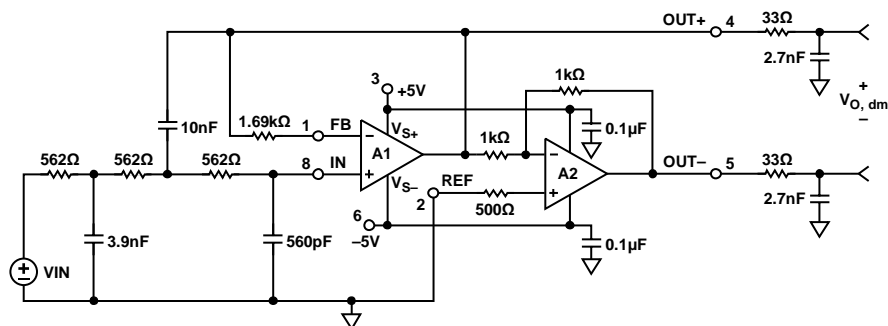 OUT+
4
33Ω
2.7nF
1kΩ
3
+5V
+
VO, dm
–
10nF
1.69kΩ
1
FB
–
VS+
A1
0.1µF
1kΩ
–
562Ω
562Ω
562Ω
8
IN
+
VS–
A2
OUT–
5
33Ω
REF
2
500Ω
+
2.7nF
6
–5V
3.9nF
560pF
0.1µF
+
–
VIN